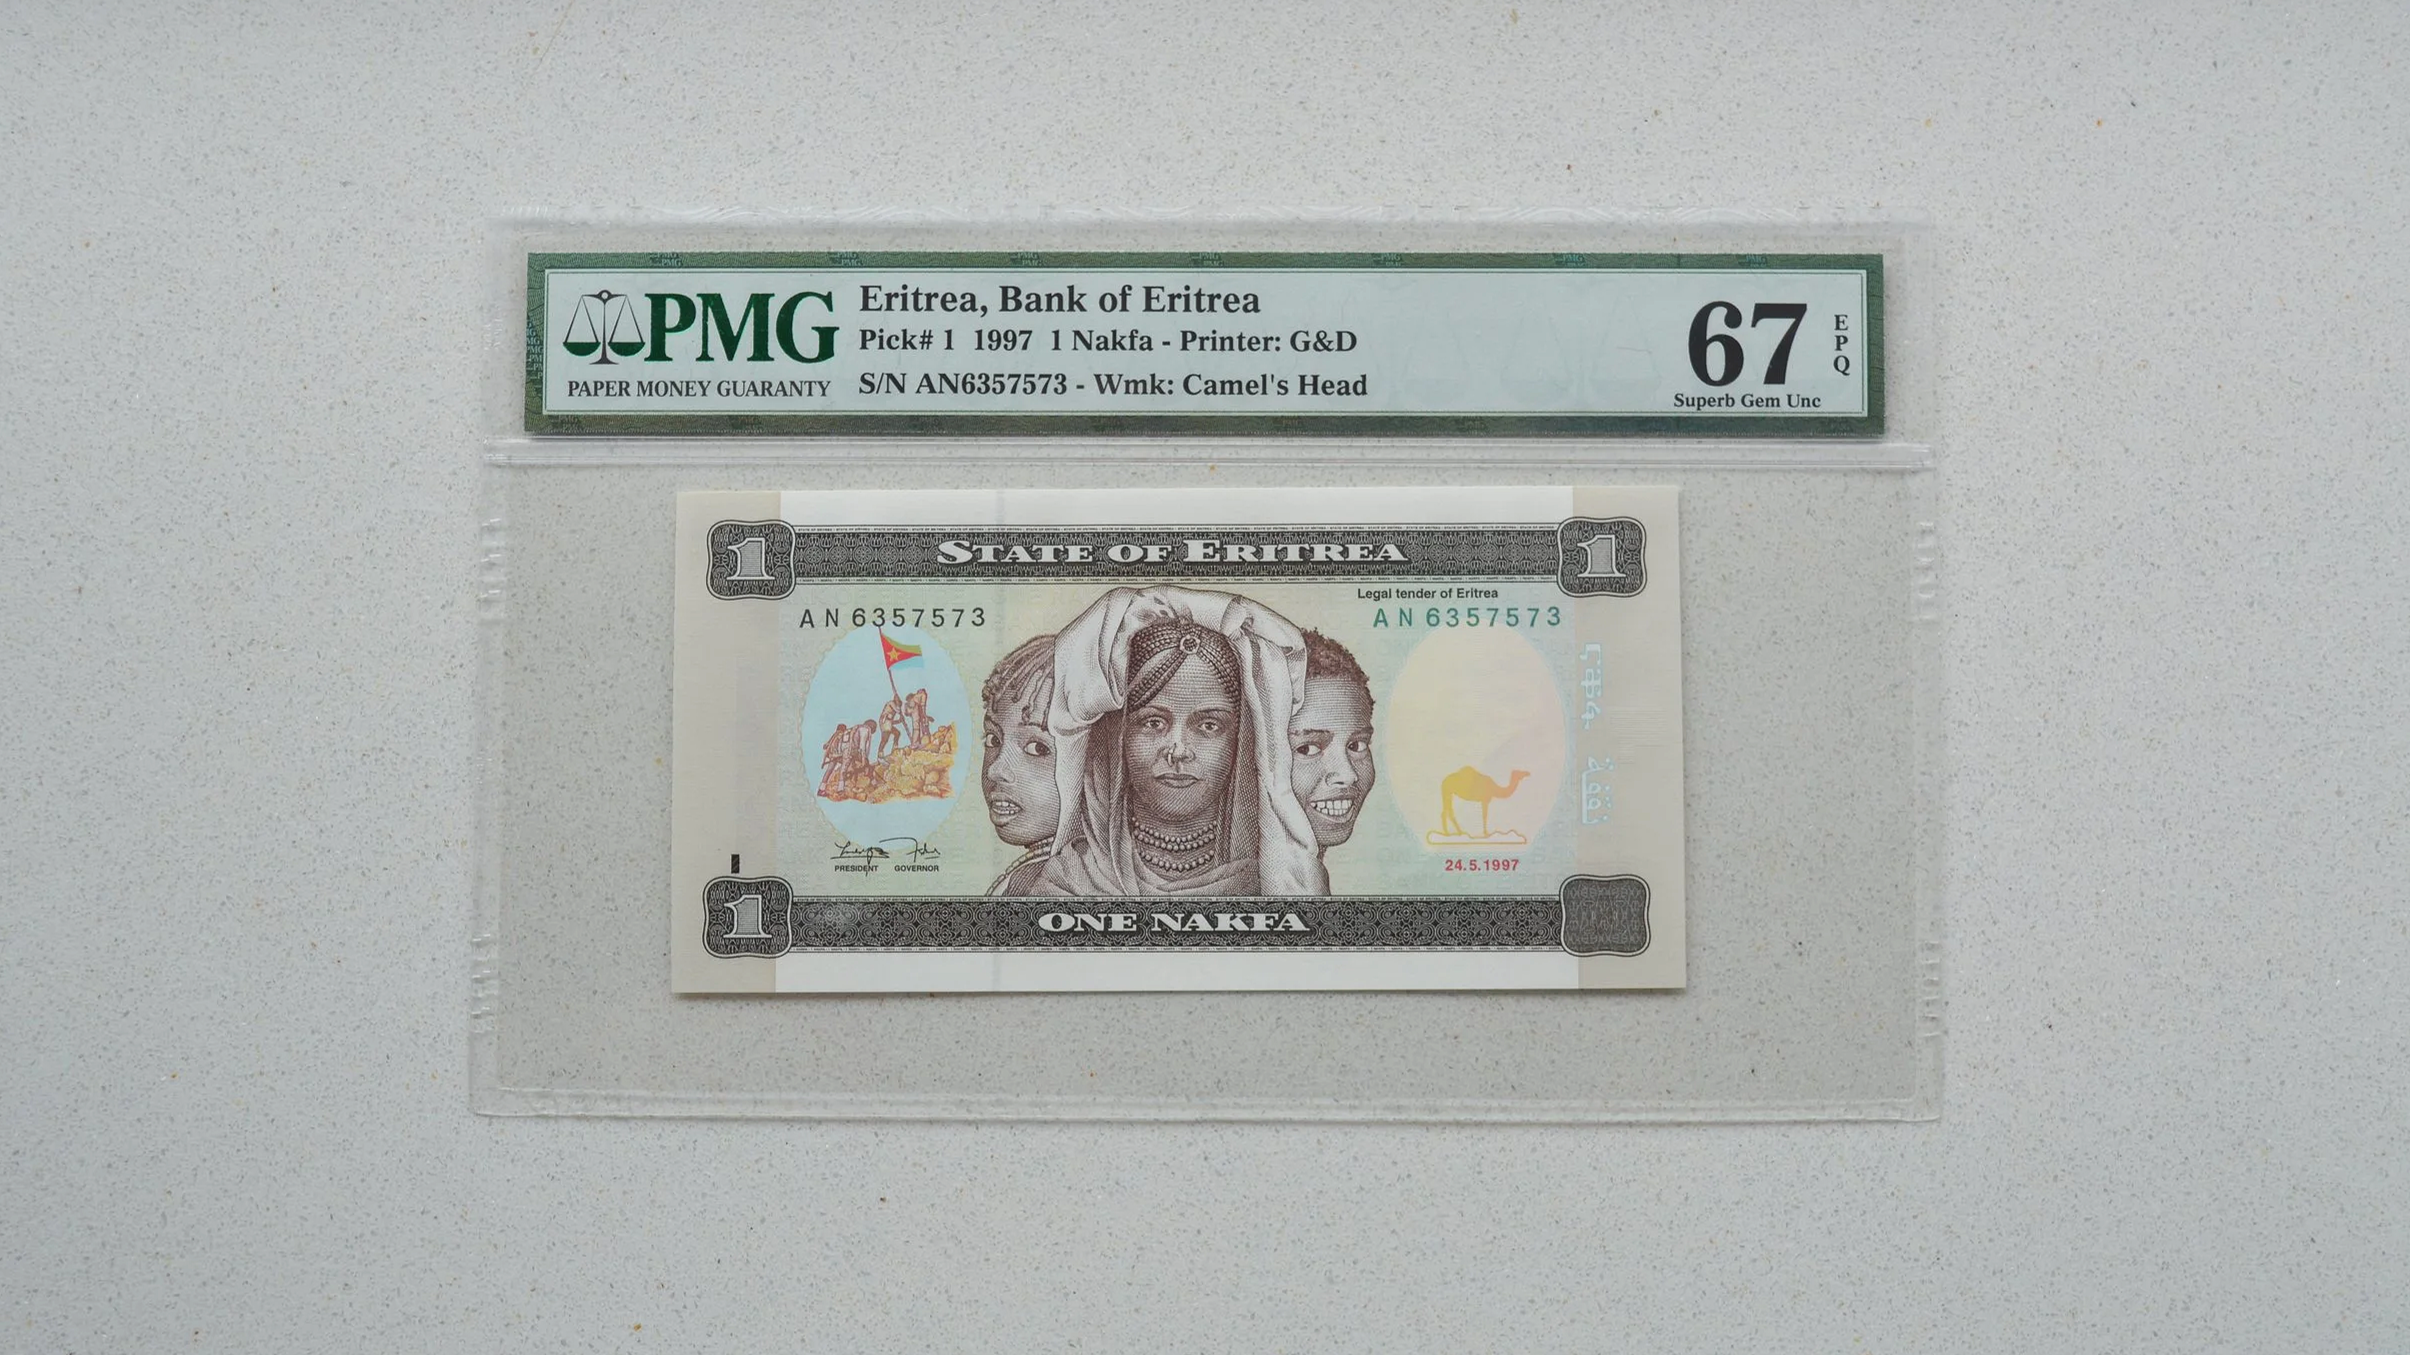 PMG
PAPER MONEY GUARANTY
Eritrea, Bank of Eritrea
Pick# 1 1997 1 Nakfa - Printer: G&D
S/N AN6357573 - Wmk: Camel's Head
67
EPQ
Superb Gem Unc
1 STATE OF ERITREA 1
Legal tender of Eritrea
AN 6357573
AN 6357573
ናቕፋ
نقفة
PRESIDENT GOVERNOR
24.5.1997
1 ONE NAKFA